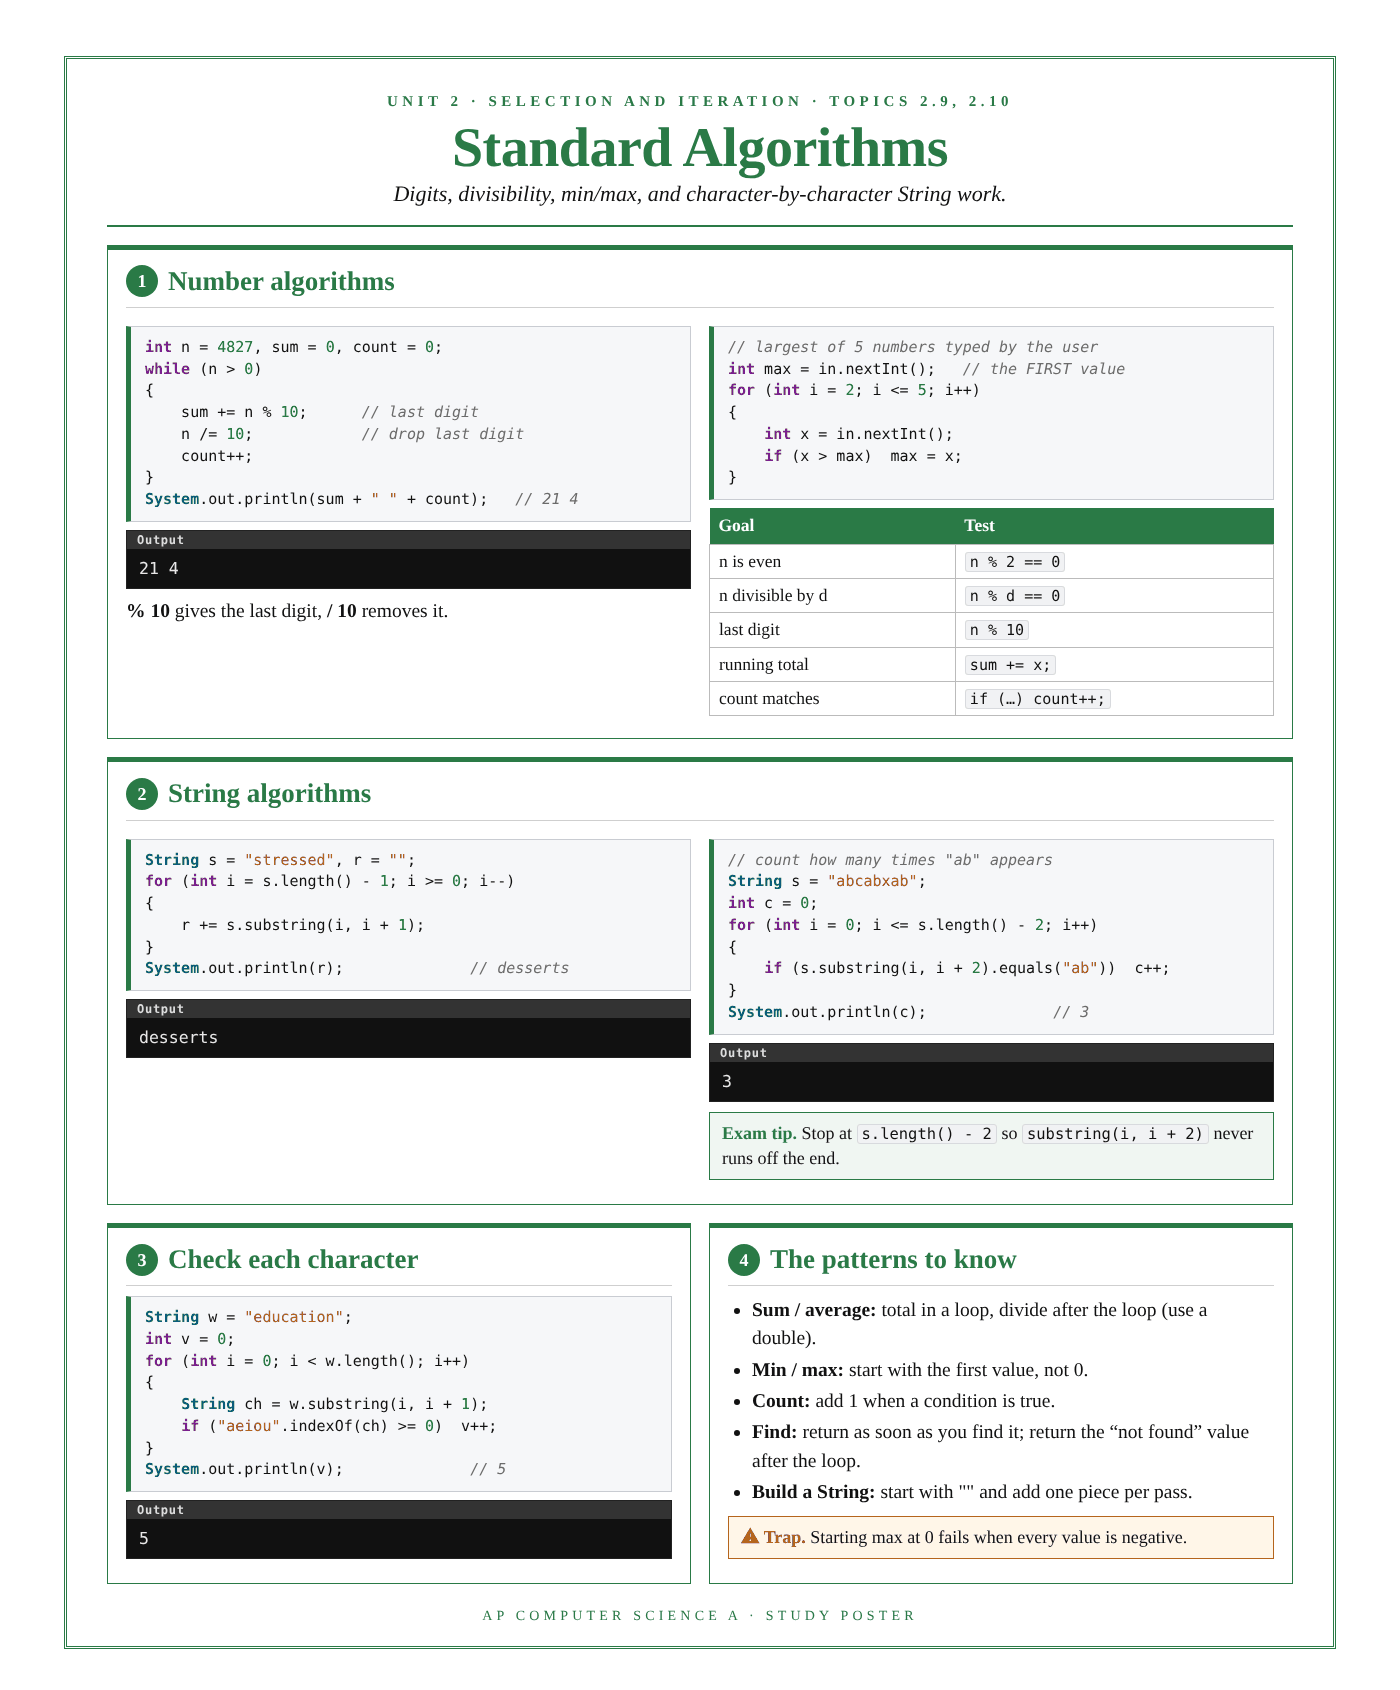 UNIT 2 · SELECTION AND ITERATION · TOPICS 2.9, 2.10
Standard Algorithms
Digits, divisibility, min/max, and character-by-character String work.
1 Number algorithms
int n = 4827, sum = 0, count = 0;
while (n > 0)
{
    sum += n % 10;      // last digit
    n /= 10;            // drop last digit
    count++;
}
System.out.println(sum + " " + count);   // 21 4
Output
21 4
% 10 gives the last digit, / 10 removes it.
// largest of 5 numbers typed by the user
int max = in.nextInt();   // the FIRST value
for (int i = 2; i <= 5; i++)
{
    int x = in.nextInt();
    if (x > max)  max = x;
}
Goal Test
n is even n % 2 == 0
n divisible by d n % d == 0
last digit n % 10
running total sum += x;
count matches if (…) count++;
2 String algorithms
String s = "stressed", r = "";
for (int i = s.length() - 1; i >= 0; i--)
{
    r += s.substring(i, i + 1);
}
System.out.println(r);              // desserts
Output
desserts
// count how many times "ab" appears
String s = "abcabxab";
int c = 0;
for (int i = 0; i <= s.length() - 2; i++)
{
    if (s.substring(i, i + 2).equals("ab"))  c++;
}
System.out.println(c);              // 3
Output
3
Exam tip. Stop at s.length() - 2 so substring(i, i + 2) never
runs off the end.
3 Check each character
String w = "education";
int v = 0;
for (int i = 0; i < w.length(); i++)
{
    String ch = w.substring(i, i + 1);
    if ("aeiou".indexOf(ch) >= 0)  v++;
}
System.out.println(v);              // 5
Output
5
4 The patterns to know
• Sum / average: total in a loop, divide after the loop (use a
double).
• Min / max: start with the first value, not 0.
• Count: add 1 when a condition is true.
• Find: return as soon as you find it; return the “not found” value
after the loop.
• Build a String: start with "" and add one piece per pass.
⚠ Trap. Starting max at 0 fails when every value is negative.
AP COMPUTER SCIENCE A · STUDY POSTER